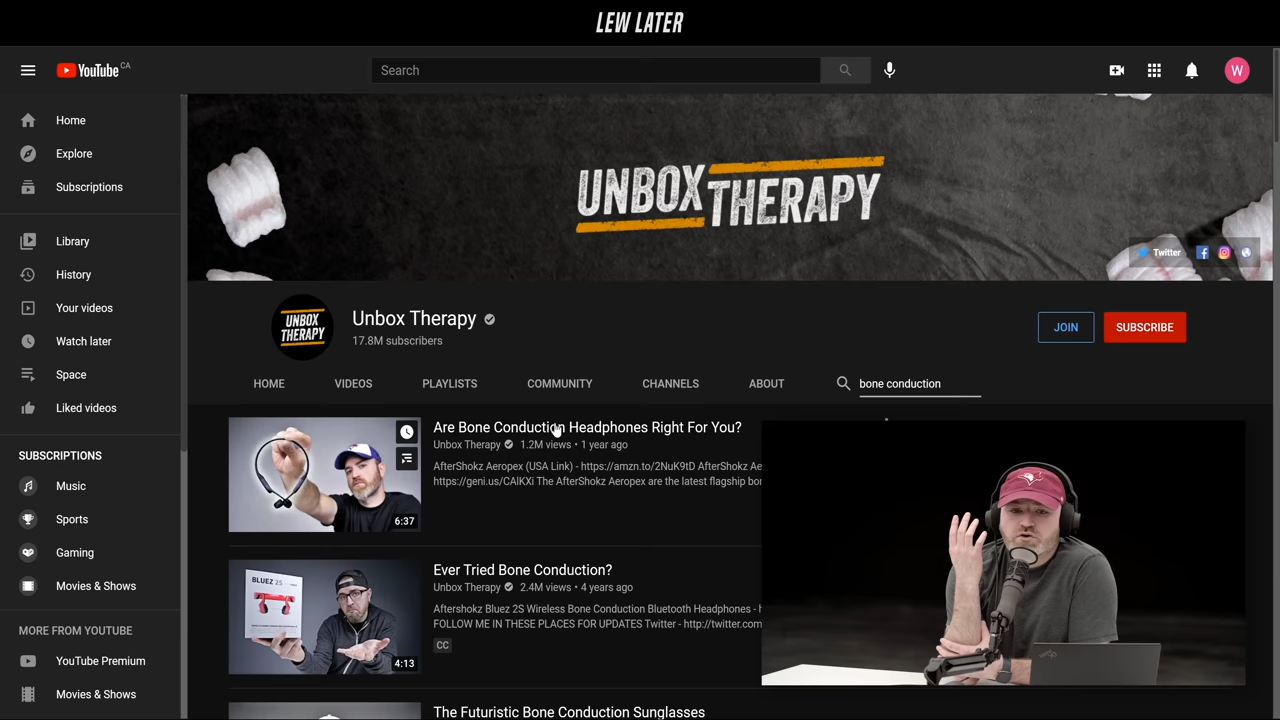 LEW LATER
YouTube CA
Search
W
Home
Explore
Subscriptions
Library
History
Your videos
Watch later
Space
Liked videos
SUBSCRIPTIONS
Music
Sports
Gaming
Movies & Shows
MORE FROM YOUTUBE
YouTube Premium
Movies & Shows
UNBOX THERAPY
Twitter
UNBOX
THERAPY
Unbox Therapy
17.8M subscribers
JOIN
SUBSCRIBE
HOME
VIDEOS
PLAYLISTS
COMMUNITY
CHANNELS
ABOUT
bone conduction
6:37
Are Bone Conduction Headphones Right For You?
Unbox Therapy 1.2M views • 1 year ago
AfterShokz Aeropex (USA Link) - https://amzn.to/2NuK9tD AfterShokz Ae
https://geni.us/CAlKXi The AfterShokz Aeropex are the latest flagship bon
BLUEZ 2S
4:13
Ever Tried Bone Conduction?
Unbox Therapy 2.4M views • 4 years ago
Aftershokz Bluez 2S Wireless Bone Conduction Bluetooth Headphones - h
FOLLOW ME IN THESE PLACES FOR UPDATES Twitter - http://twitter.com
CC
The Futuristic Bone Conduction Sunglasses